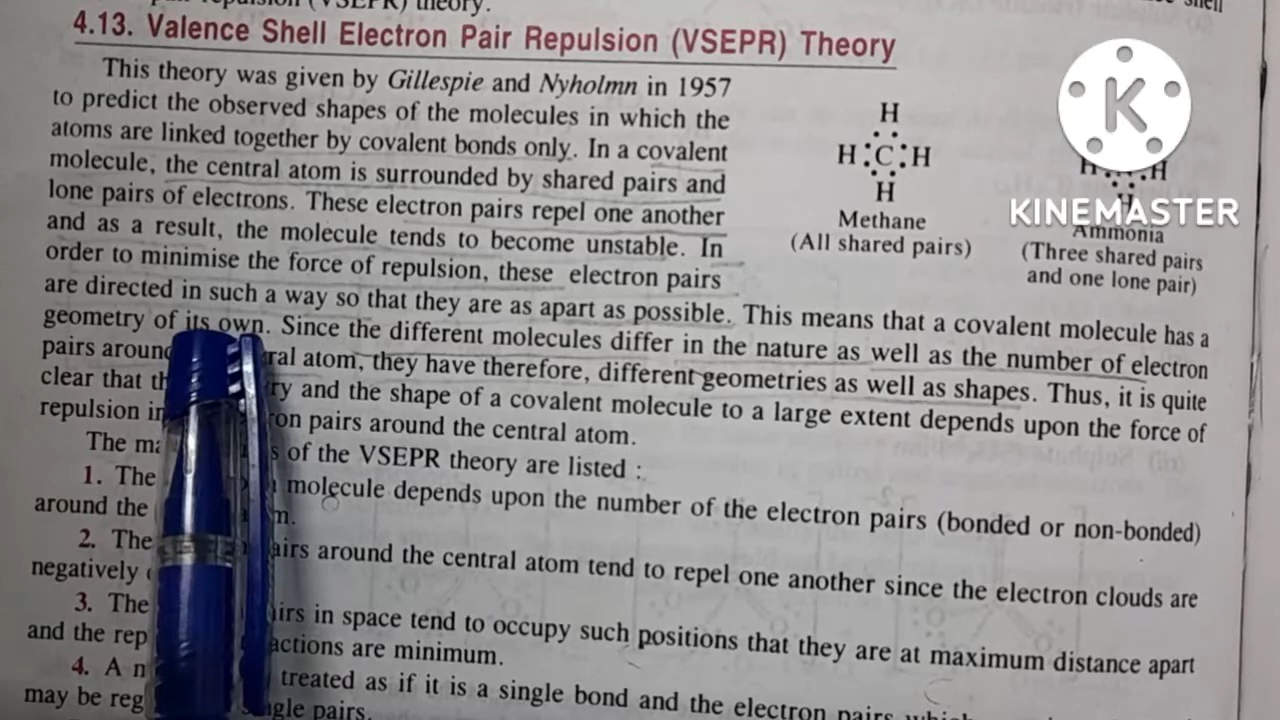 (VSEPR) theory.
shell
4.13. Valence Shell Electron Pair Repulsion (VSEPR) Theory
This theory was given by Gillespie and Nyholmn in 1957
to predict the observed shapes of the molecules in which the
atoms are linked together by covalent bonds only. In a covalent
molecule, the central atom is surrounded by shared pairs and
lone pairs of electrons. These electron pairs repel one another
and as a result, the molecule tends to become unstable. In
order to minimise the force of repulsion, these electron pairs
are directed in such a way so that they are as apart as possible. This means that a covalent molecule has a
geometry of its own. Since the different molecules differ in the nature as well as the number of electron
pairs around atom, they have therefore, different geometries as well as shapes. Thus, it is quite
clear that and the shape of a covalent molecule to a large extent depends upon the force of
repulsion in pairs around the central atom.
The of the VSEPR theory are listed :
1. The molecule depends upon the number of the electron pairs (bonded or non-bonded)
around the
2. The around the central atom tend to repel one another since the electron clouds are
negatively
3. The in space tend to occupy such positions that they are at maximum distance apart
and the are minimum.
4. A treated as if it is a single bond and the electron pairs which
may be pairs.
H
H : C : H
H
Methane
(All shared pairs)
K
KINEMASTER
H H
H
Ammonia
(Three shared pairs
and one lone pair)